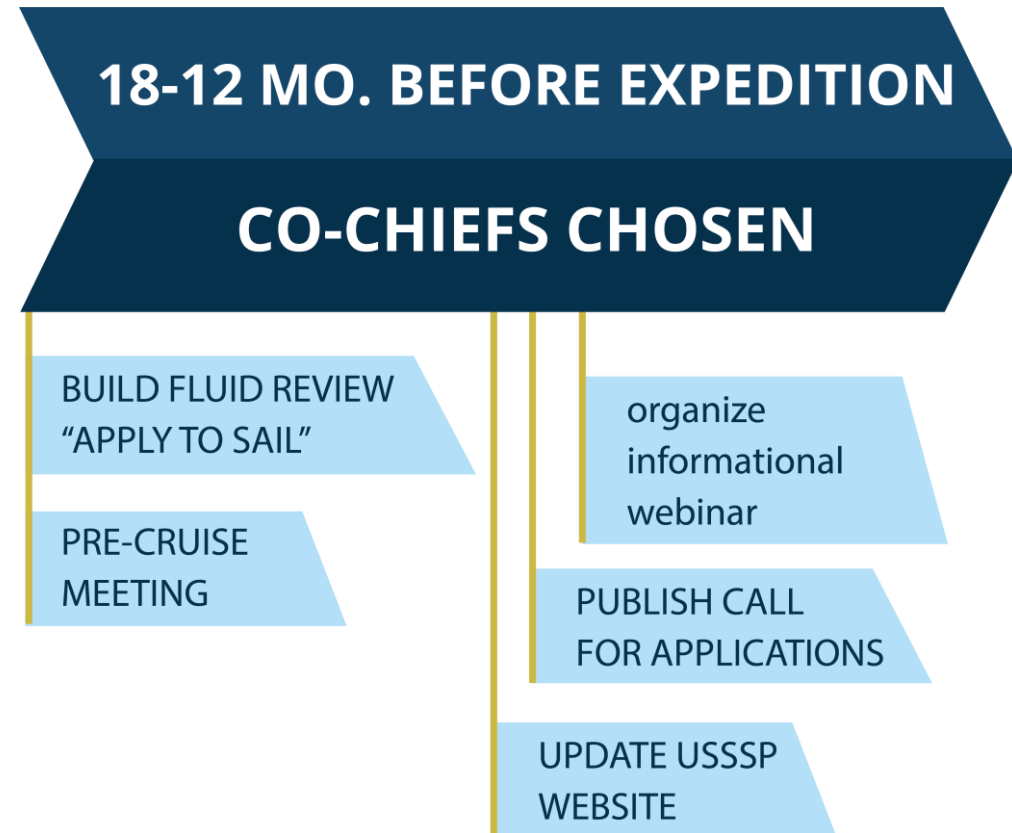 18-12 MO. BEFORE EXPEDITION
CO-CHIEFS CHOSEN
BUILD FLUID REVIEW
“APPLY TO SAIL”
PRE-CRUISE
MEETING
organize
informational
webinar
PUBLISH CALL
FOR APPLICATIONS
UPDATE USSSP
WEBSITE